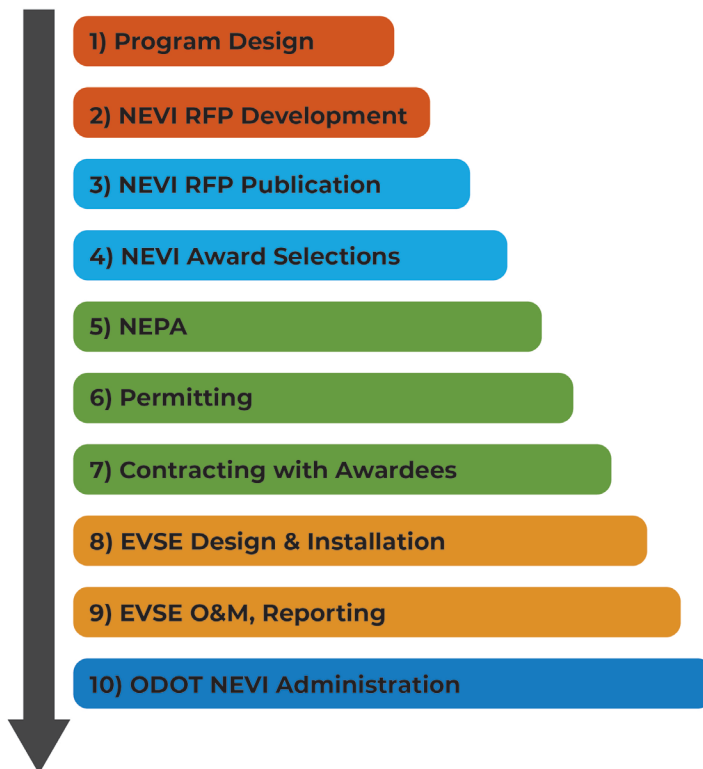 1) Program Design
2) NEVI RFP Development
3) NEVI RFP Publication
4) NEVI Award Selections
5) NEPA
6) Permitting
7) Contracting with Awardees
8) EVSE Design & Installation
9) EVSE O&M, Reporting
10) ODOT NEVI Administration